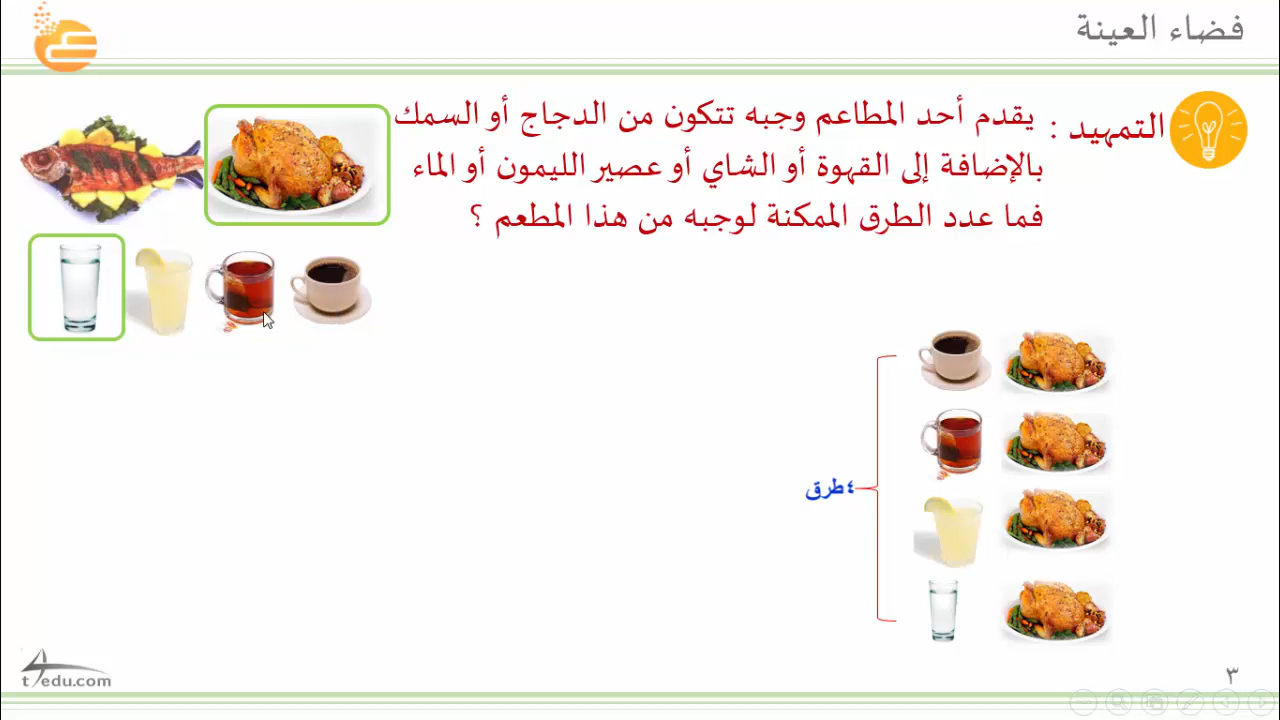 فضاء العينة
التمهيد :
يقدم أحد المطاعم وجبه تتكون من الدجاج أو السمك
بالإضافة إلى القهوة أو الشاي أو عصير الليمون أو الماء
فما عدد الطرق الممكنة لوجبه من هذا المطعم ؟
٤طرق
t4edu.com
٣